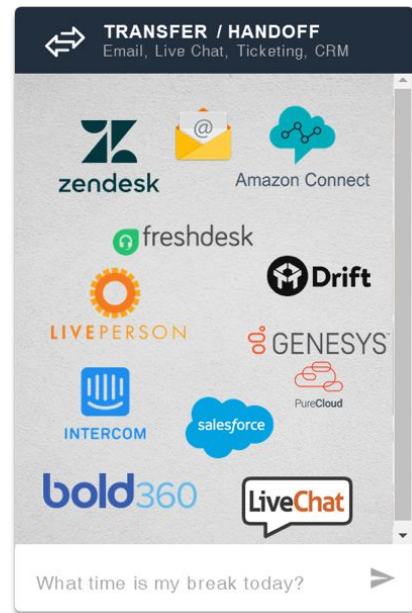 TRANSFER / HANDOFF
Email, Live Chat, Ticketing, CRM
@
zendesk
Amazon Connect
freshdesk
Drift
LIVEPERSON
GENESYS
PureCloud
INTERCOM
salesforce
bold360
LiveChat
What time is my break today?